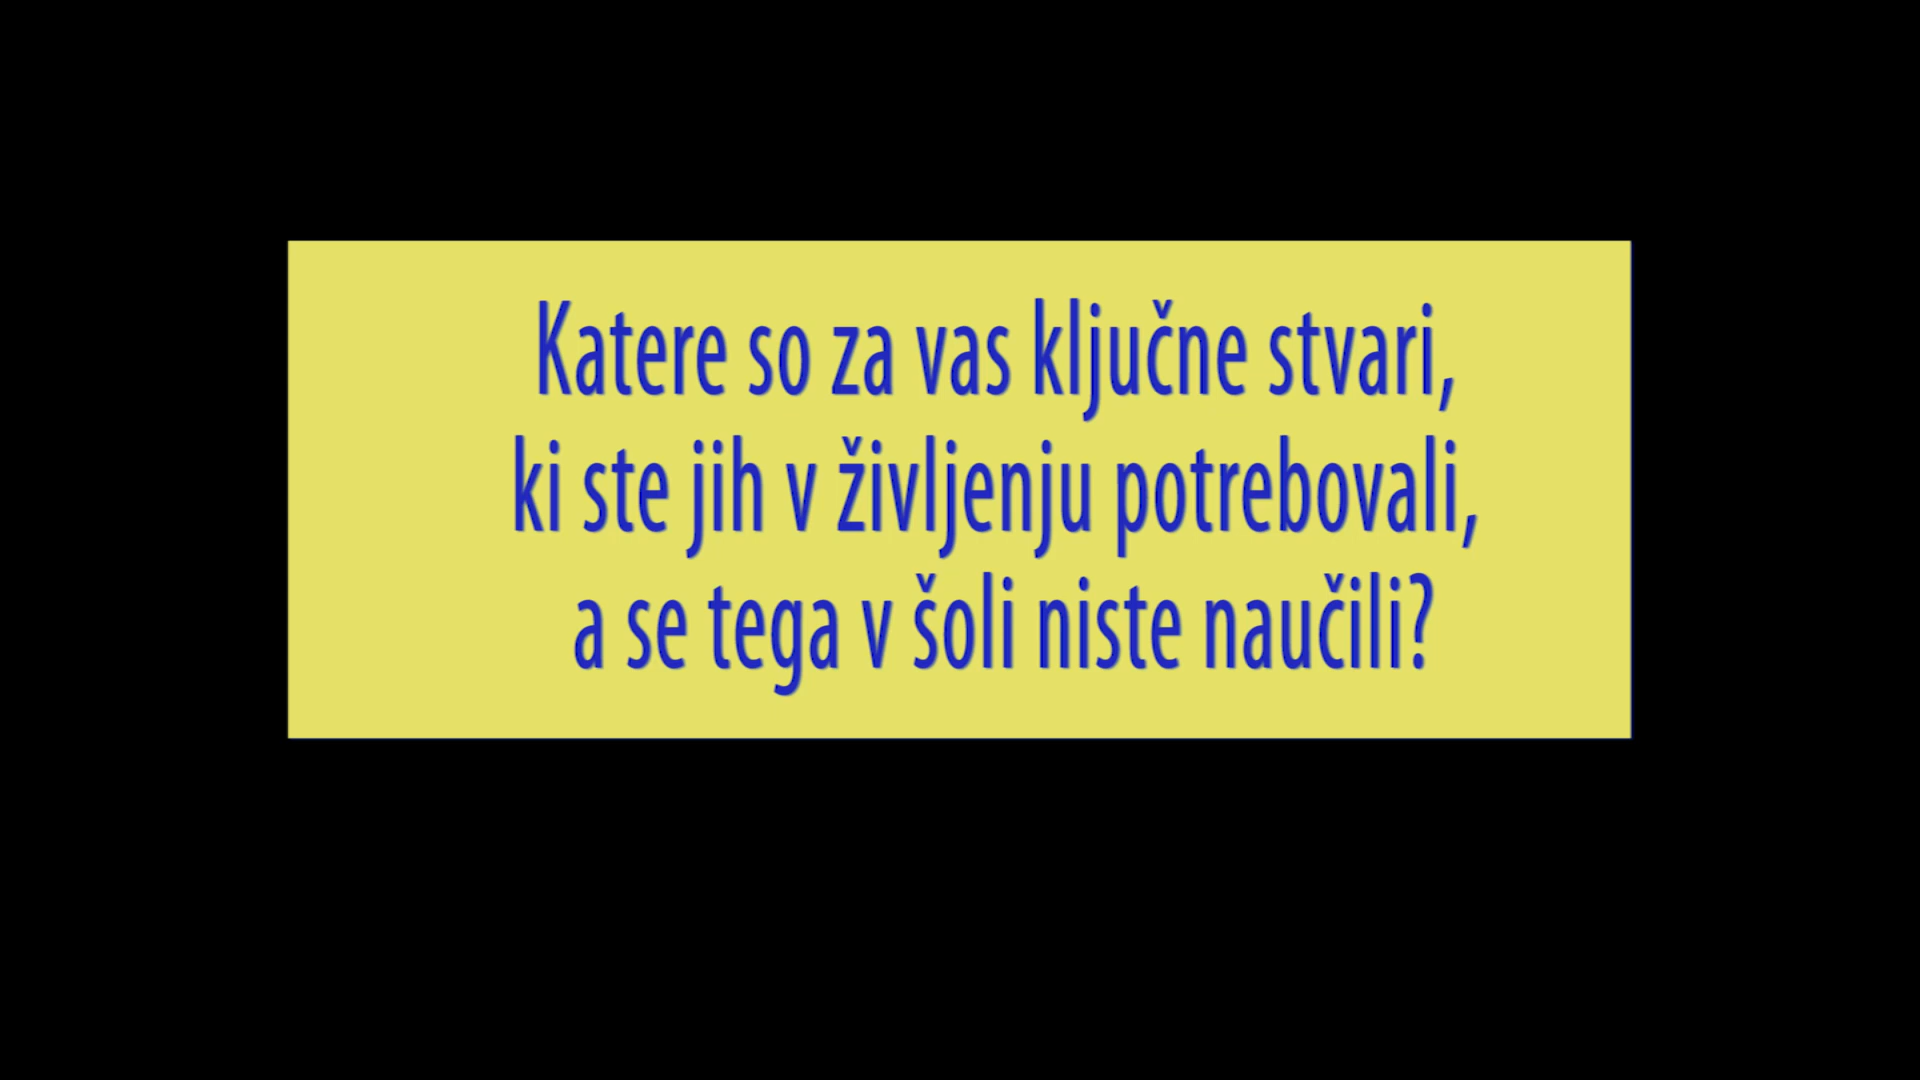 Katere so za vas ključne stvari,
ki ste jih v življenju potrebovali,
a se tega v šoli niste naučili?